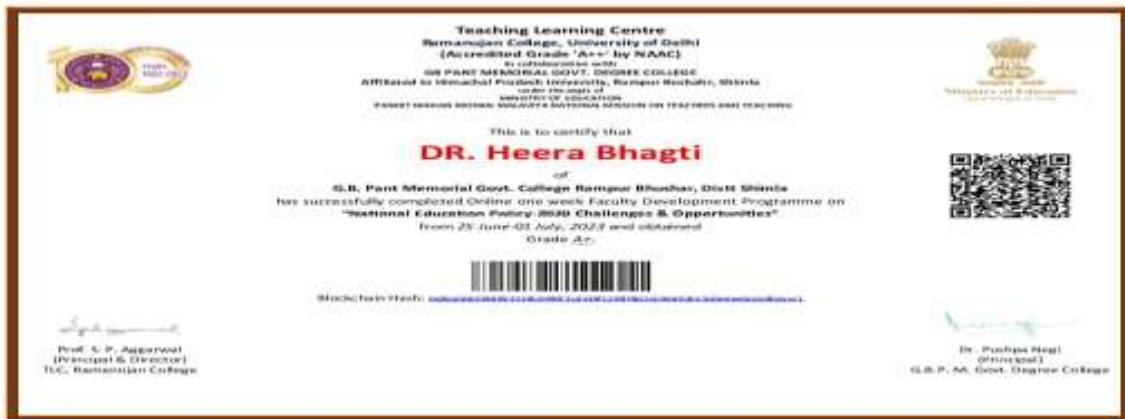 Teaching Learning Centre
Ramanujan College, University of Delhi
(Accredited Grade 'A++' by NAAC)
in collaboration with
GB PANT MEMORIAL GOVT. DEGREE COLLEGE
Affiliated to Himachal Pradesh University, Rampur Bushahr, Shimla
under the aegis of
MINISTRY OF EDUCATION
PANDIT MADAN MOHAN MALAVIYA NATIONAL MISSION ON TEACHERS AND TEACHING
Ministry of Education
This is to certify that
DR. Heera Bhagti
of
G.B. Pant Memorial Govt. College Rampur Bhushar, Distt Shimla
has successfully completed Online one week Faculty Development Programme on
"National Education Policy-2020 Challenges & Opportunities"
from 25 June-01 July, 2023 and obtained
Grade A+.
Blockchain Hash:
Prof. S. P. Aggarwal
(Principal & Director)
TLC, Ramanujan College
Dr. Pushpa Negi
(Principal)
G.B.P. M. Govt. Degree College